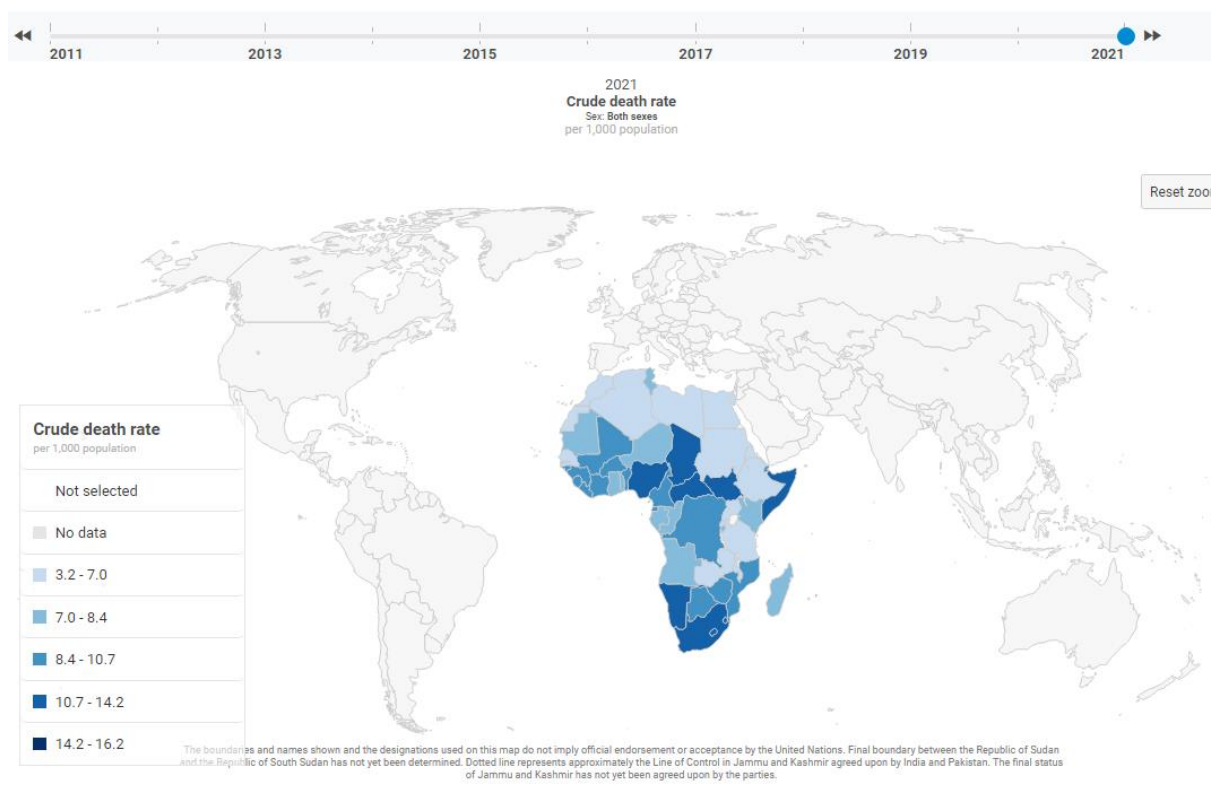 2011
2013
2015
2017
2019
2021
2021
Crude death rate
Sex: Both sexes
per 1,000 population
Reset zoo
Crude death rate
per 1,000 population
Not selected
No data
3.2 - 7.0
7.0 - 8.4
8.4 - 10.7
10.7 - 14.2
14.2 - 16.2
The boundaries and names shown and the designations used on this map do not imply official endorsement or acceptance by the United Nations. Final boundary between the Republic of Sudan
and the Republic of South Sudan has not yet been determined. Dotted line represents approximately the Line of Control in Jammu and Kashmir agreed upon by India and Pakistan. The final status
of Jammu and Kashmir has not yet been agreed upon by the parties.